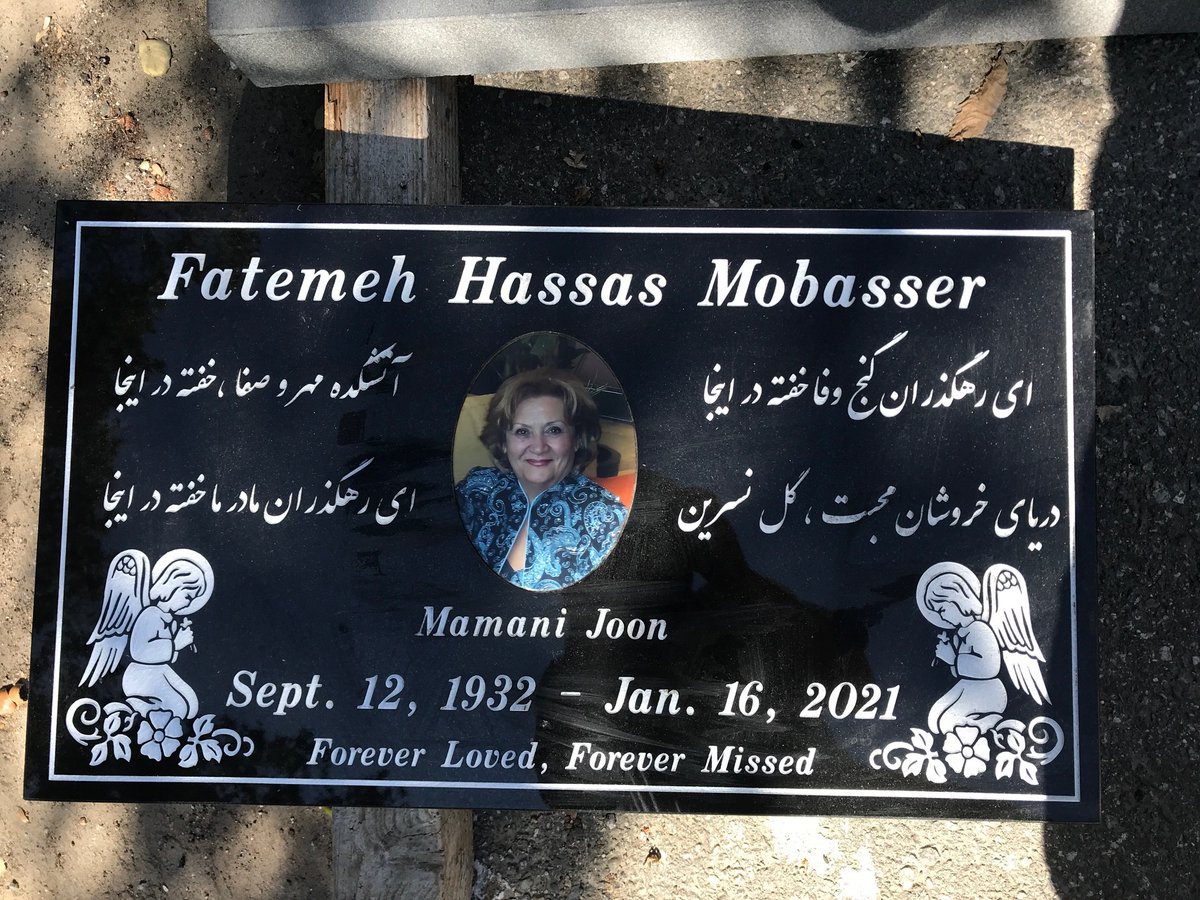 Fatemeh Hassas Mobasser
ای رهگذران گنج وفا خفته در اینجا
آتشکده مهر و صفا ، خفته در اینجا
دریای خروشان محبت ، گل نسرین
ای رهگذران مادر ما خفته در اینجا
Mamani Joon
Sept. 12, 1932 – Jan. 16, 2021
Forever Loved, Forever Missed